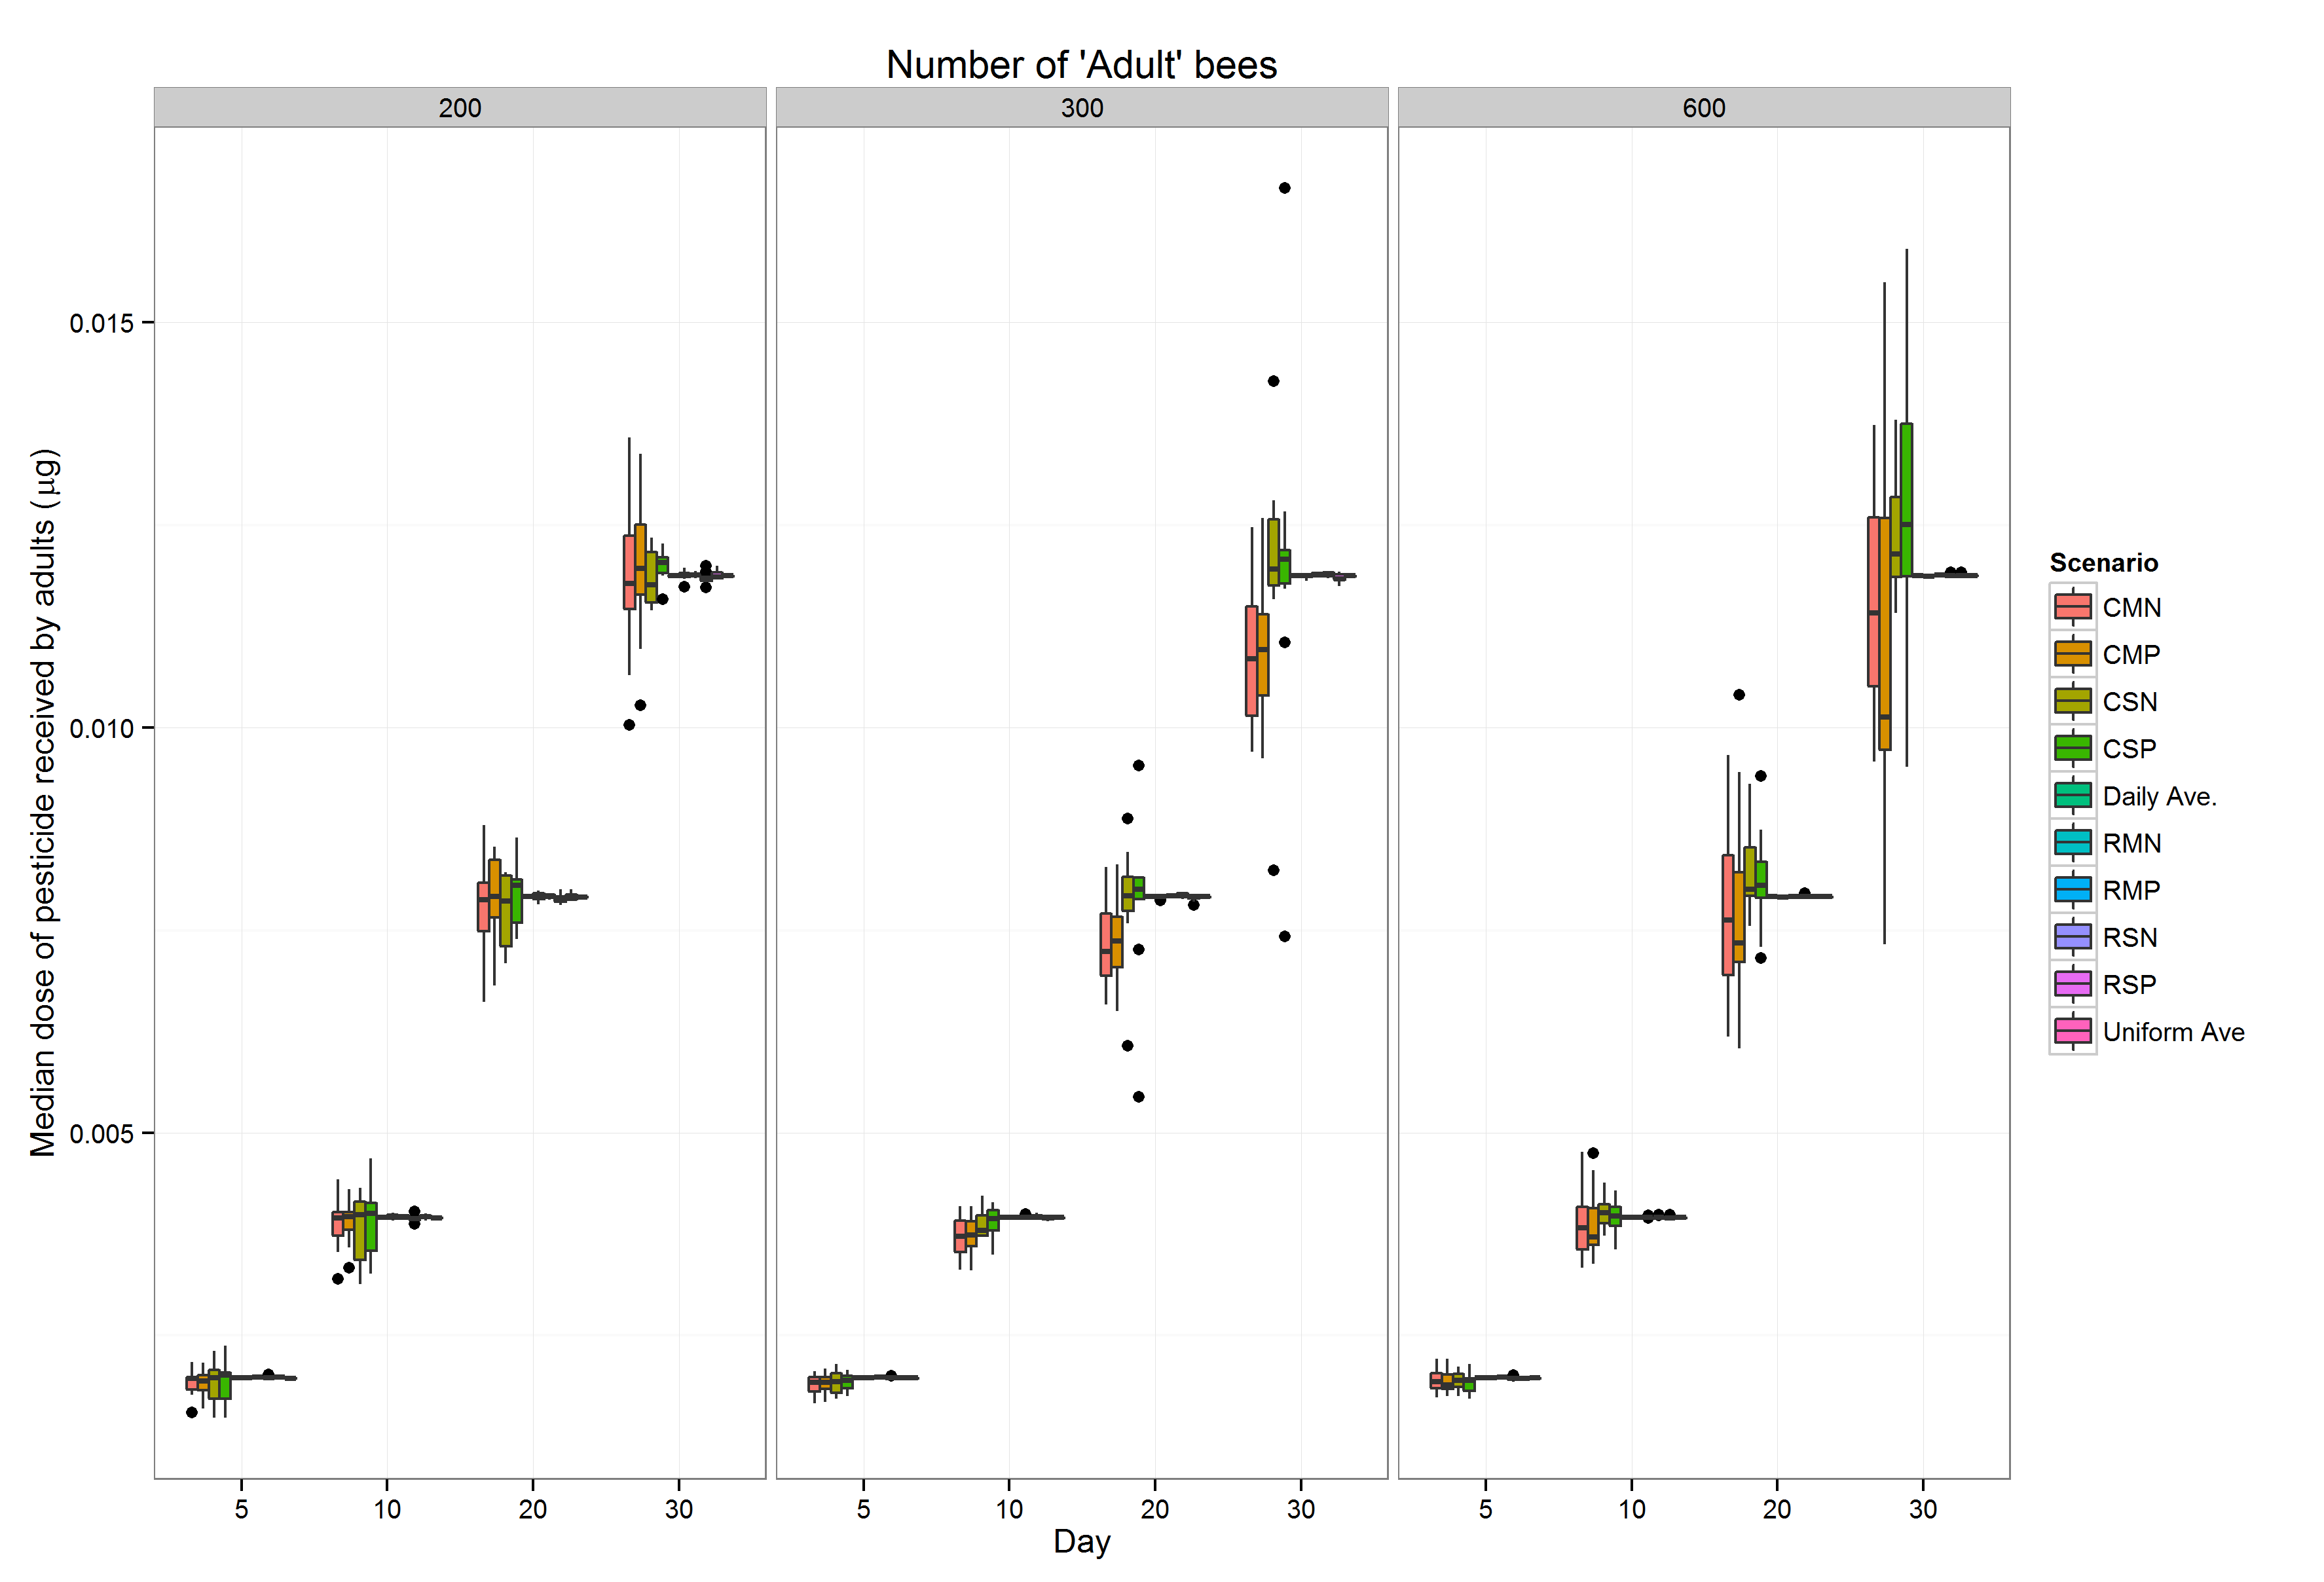 Number of 'Adult' bees
200 300 600
Median dose of pesticide received by adults (µg)
0.015
0.010
0.005
5 10 20 30 5 10 20 30 5 10 20 30
Day
Scenario
CMN
CMP
CSN
CSP
Daily Ave.
RMN
RMP
RSN
RSP
Uniform Ave